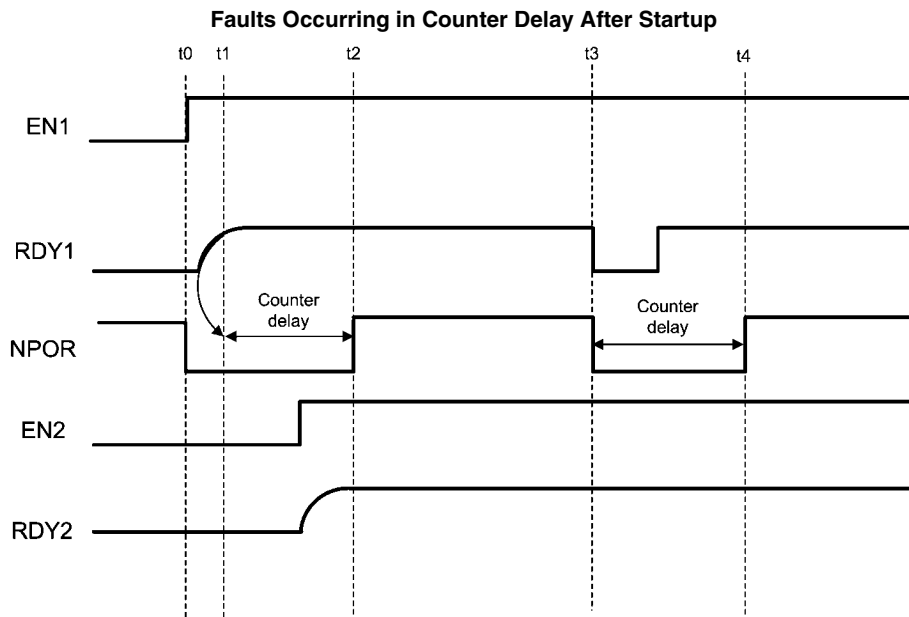 Faults Occurring in Counter Delay After Startup
t0 t1 t2 t3 t4
EN1
RDY1
Counter
delay
Counter
delay
NPOR
EN2
RDY2